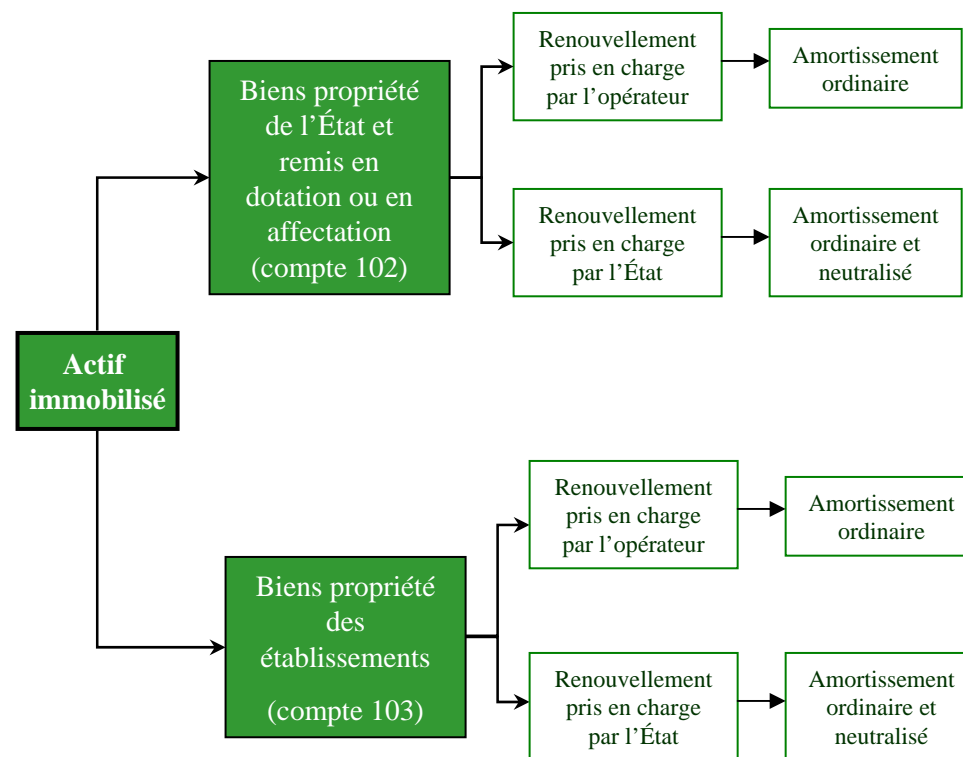 Actif
immobilisé
Biens propriété
de l'État et
remis en
dotation ou en
affectation
(compte 102)
Renouvellement
pris en charge
par l'opérateur
Amortissement
ordinaire
Renouvellement
pris en charge
par l'État
Amortissement
ordinaire et
neutralisé
Biens propriété
des
établissements
(compte 103)
Renouvellement
pris en charge
par l'opérateur
Amortissement
ordinaire
Renouvellement
pris en charge
par l'État
Amortissement
ordinaire et
neutralisé